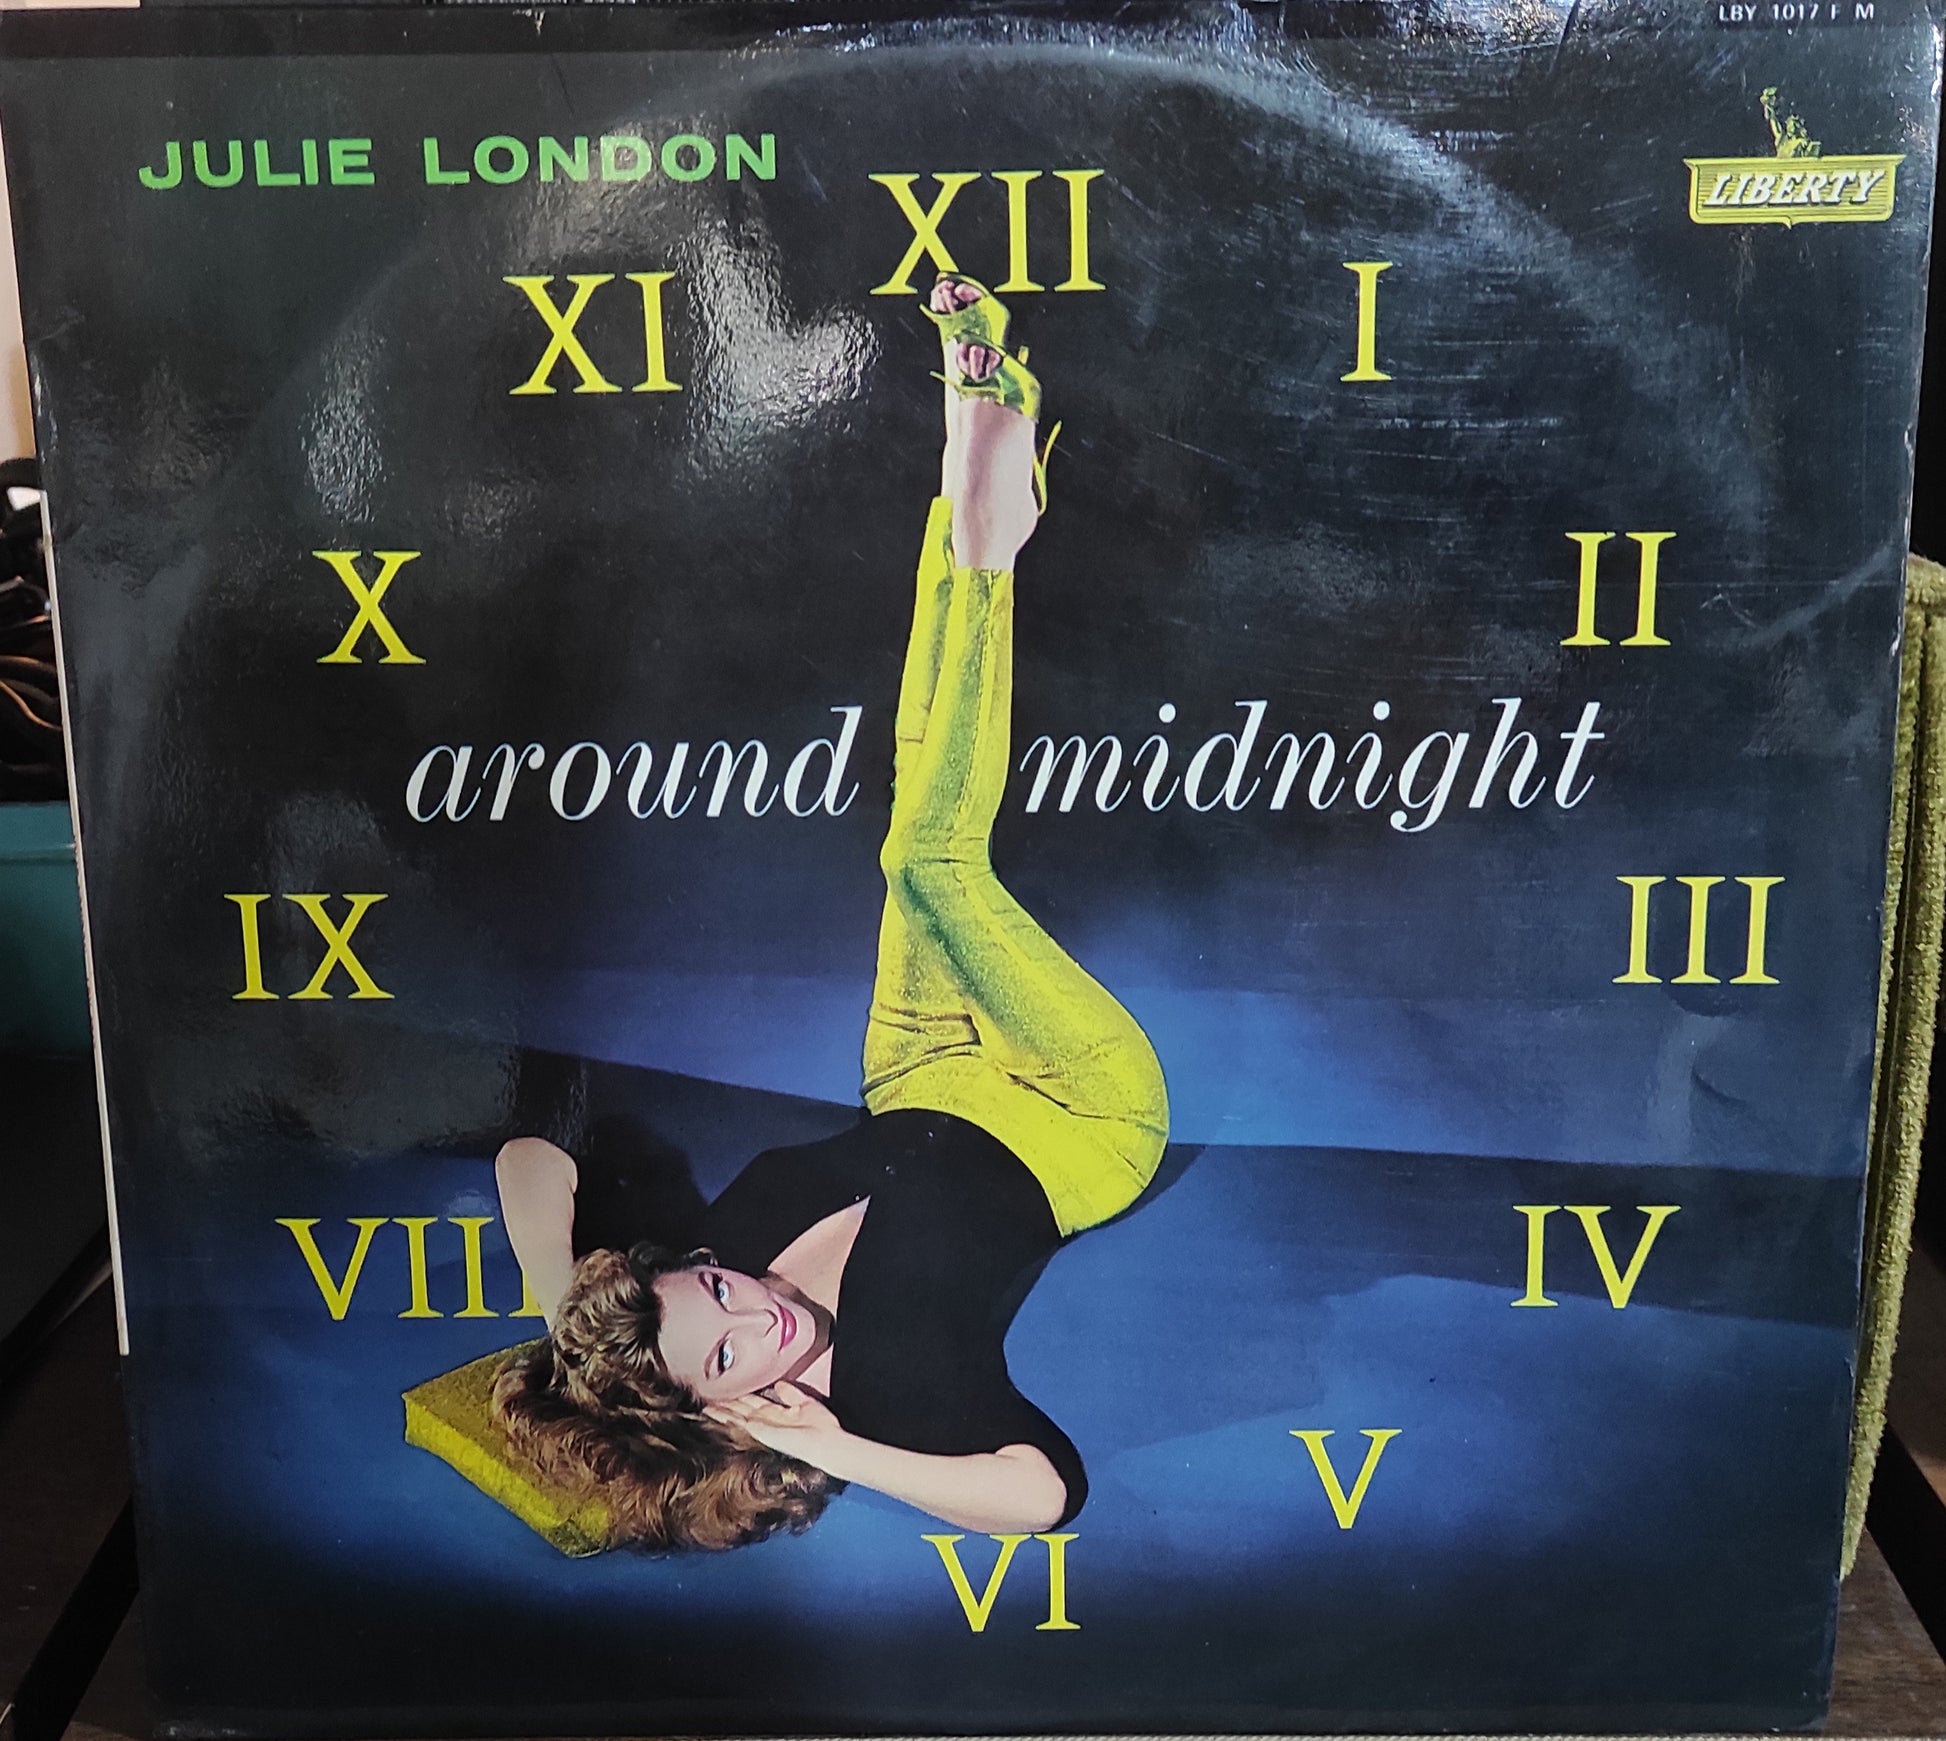 LBY 1017 F M
LIBERTY
JULIE LONDON
XII
XI
I
X
II
around midnight
IX
III
VIII
IV
V
VI